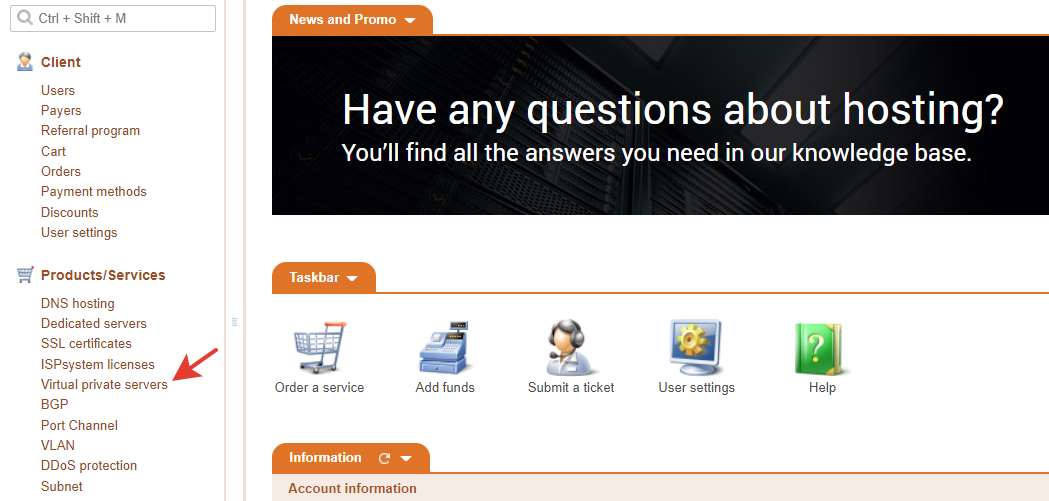 Ctrl + Shift + M
Client
Users
Payers
Referral program
Cart
Orders
Payment methods
Discounts
User settings
Products/Services
DNS hosting
Dedicated servers
SSL certificates
ISPsystem licenses
Virtual private servers
BGP
Port Channel
VLAN
DDoS protection
Subnet
News and Promo
Have any questions about hosting?
You’ll find all the answers you need in our knowledge base.
Taskbar
Order a service
Add funds
Submit a ticket
User settings
Help
Information
Account information